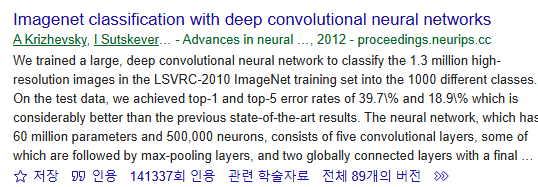 Imagenet classification with deep convolutional neural networks
A Krizhevsky, I Sutskever… - Advances in neural …, 2012 - proceedings.neurips.cc
We trained a large, deep convolutional neural network to classify the 1.3 million high-
resolution images in the LSVRC-2010 ImageNet training set into the 1000 different classes.
On the test data, we achieved top-1 and top-5 error rates of 39.7\% and 18.9\% which is
considerably better than the previous state-of-the-art results. The neural network, which has
60 million parameters and 500,000 neurons, consists of five convolutional layers, some of
which are followed by max-pooling layers, and two globally connected layers with a final …
저장 인용 141337회 인용 관련 학술자료 전체 89개의 버전